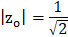 |z₀| = 1/√2